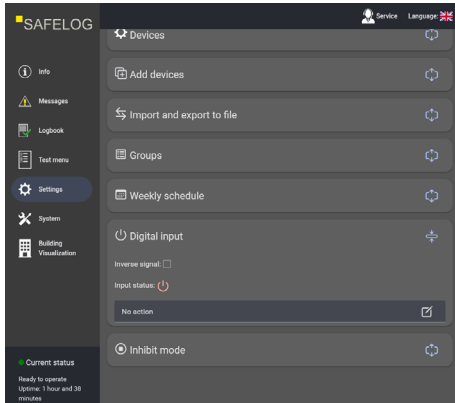 SAFELOG
Service
Language:
Info
Messages
Logbook
Test menu
Settings
System
Building
Visualization
Current status
Ready to operate
Uptime: 1 hour and 38
minutes
Devices
Add devices
Import and export to file
Groups
Weekly schedule
Digital input
Inverse signal:
Input status:
No action
Inhibit mode